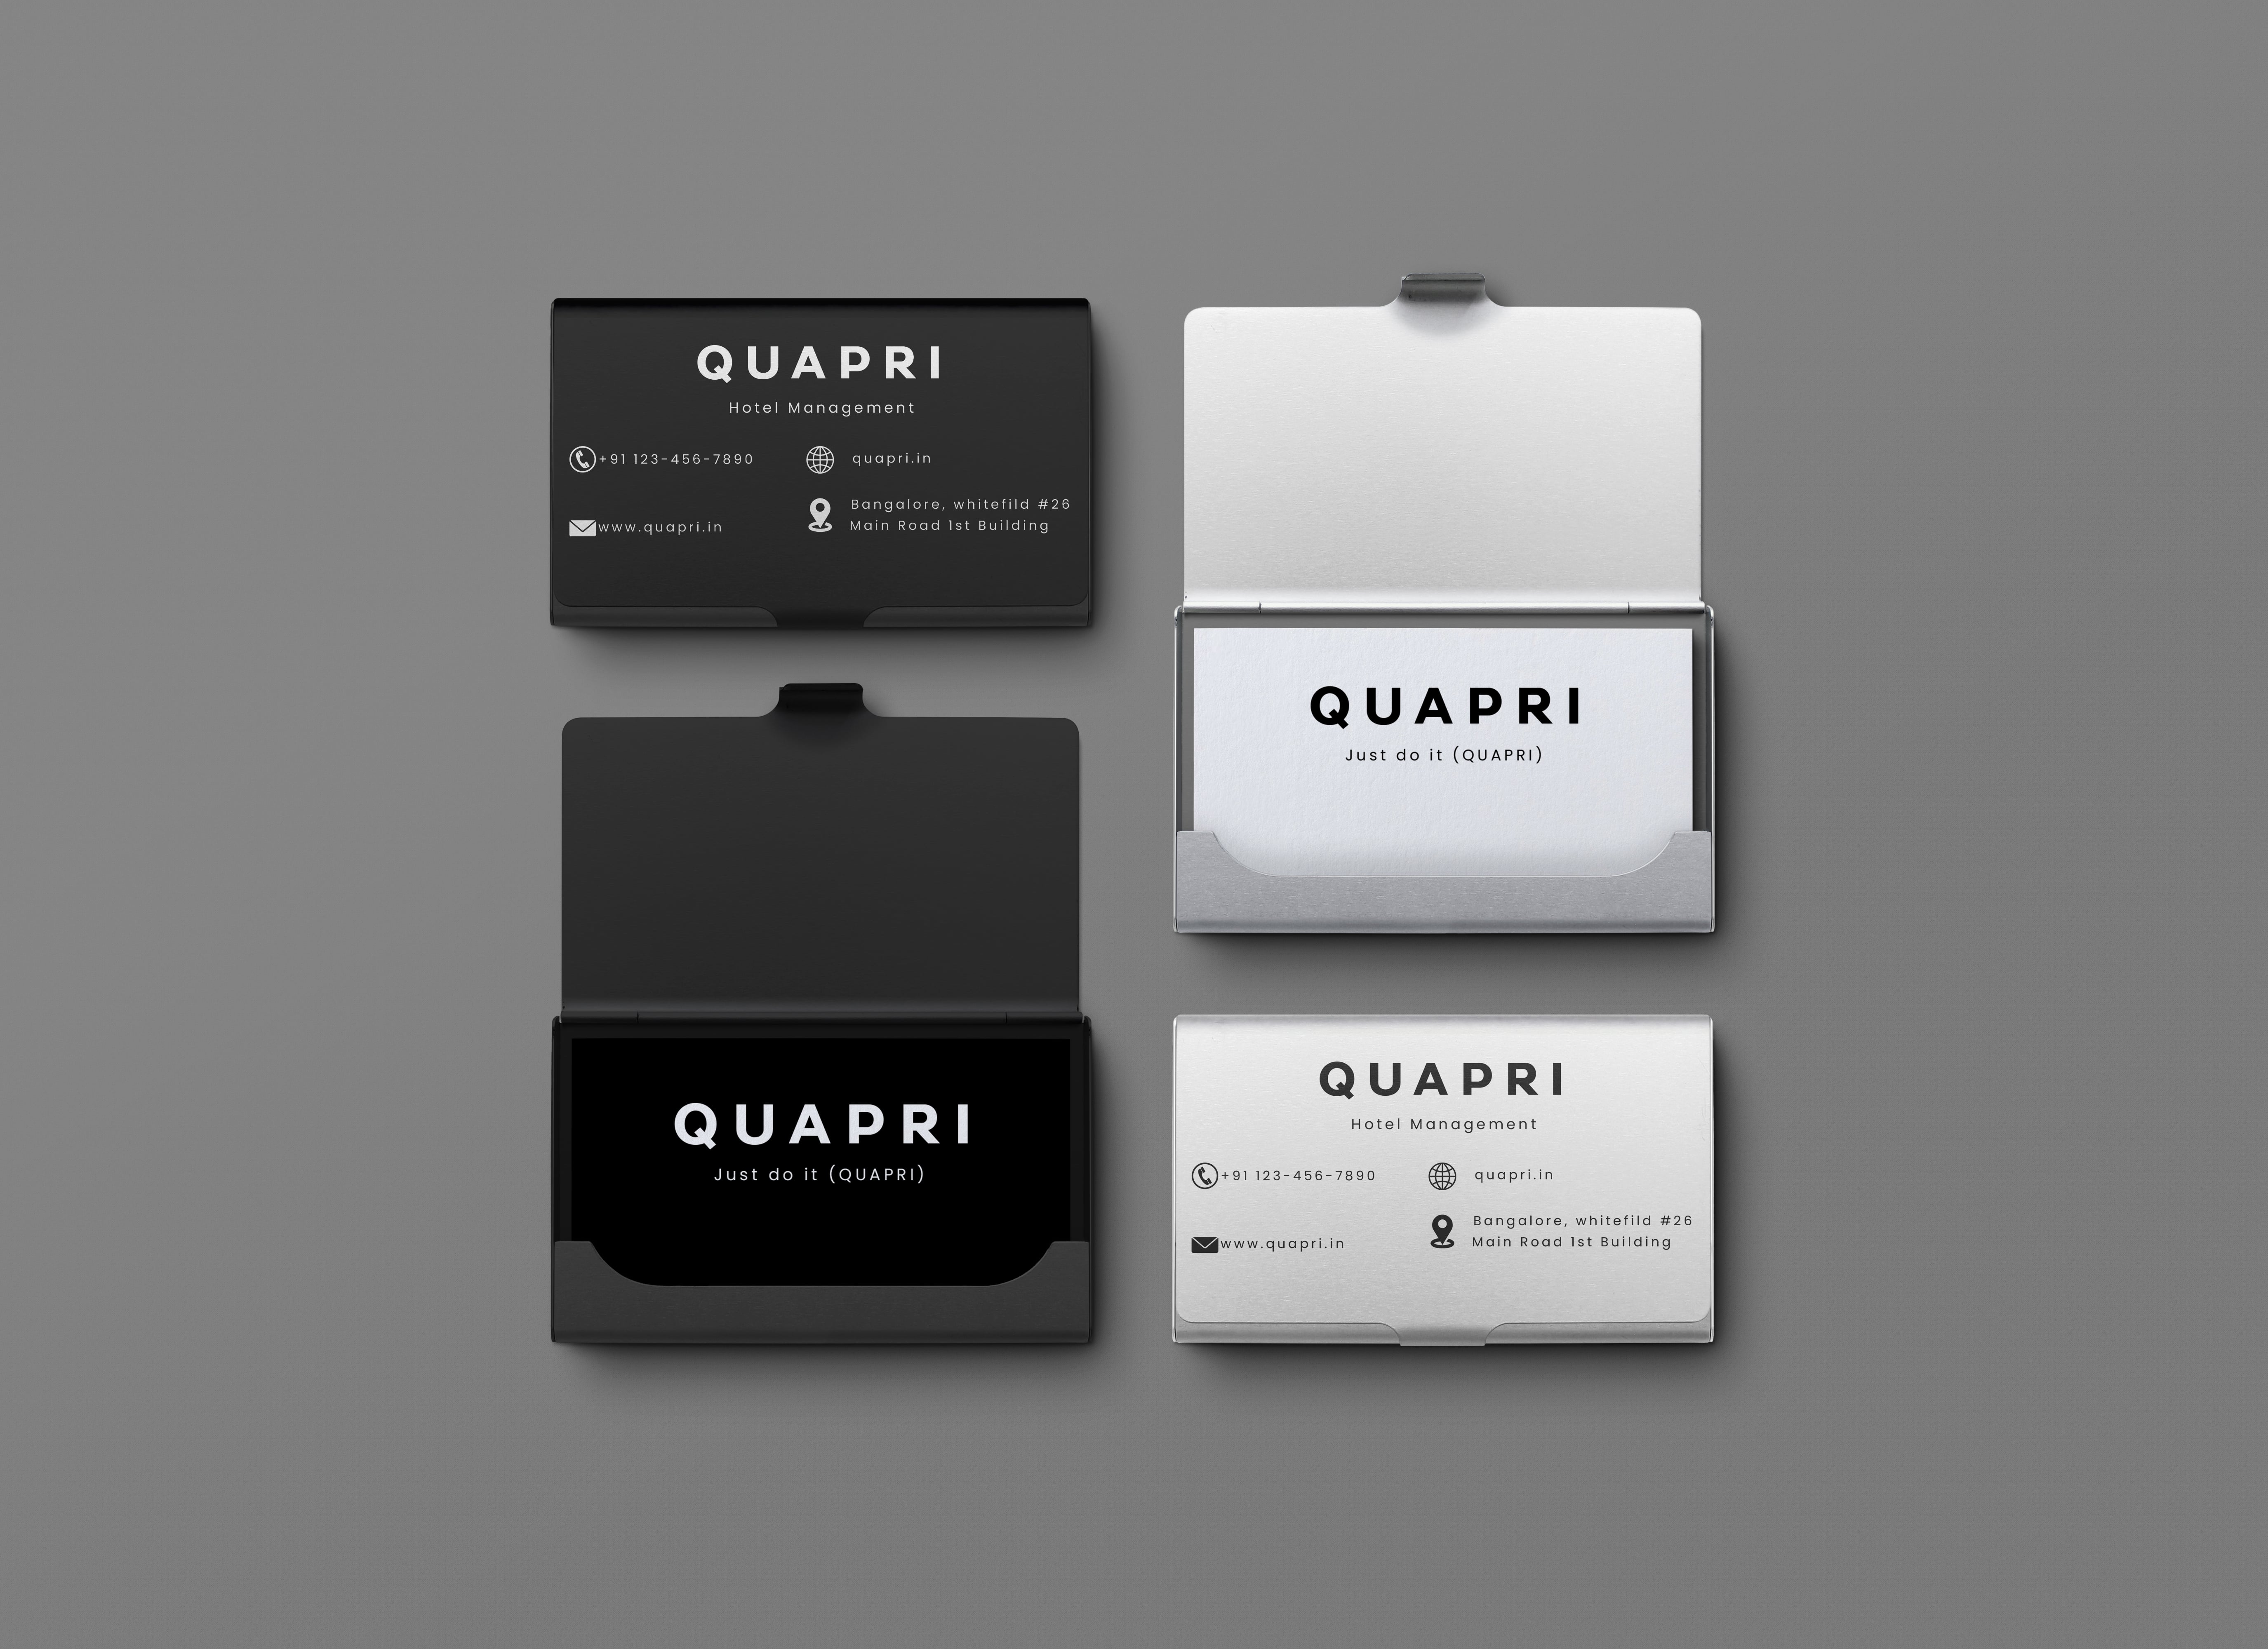 QUAPRI
Hotel Management
+91 123-456-7890
quapri.in
www.quapri.in
Bangalore, whitefild #26
Main Road 1st Building
QUAPRI
Just do it (QUAPRI)
QUAPRI
Just do it (QUAPRI)
QUAPRI
Hotel Management
+91 123-456-7890
quapri.in
www.quapri.in
Bangalore, whitefild #26
Main Road 1st Building